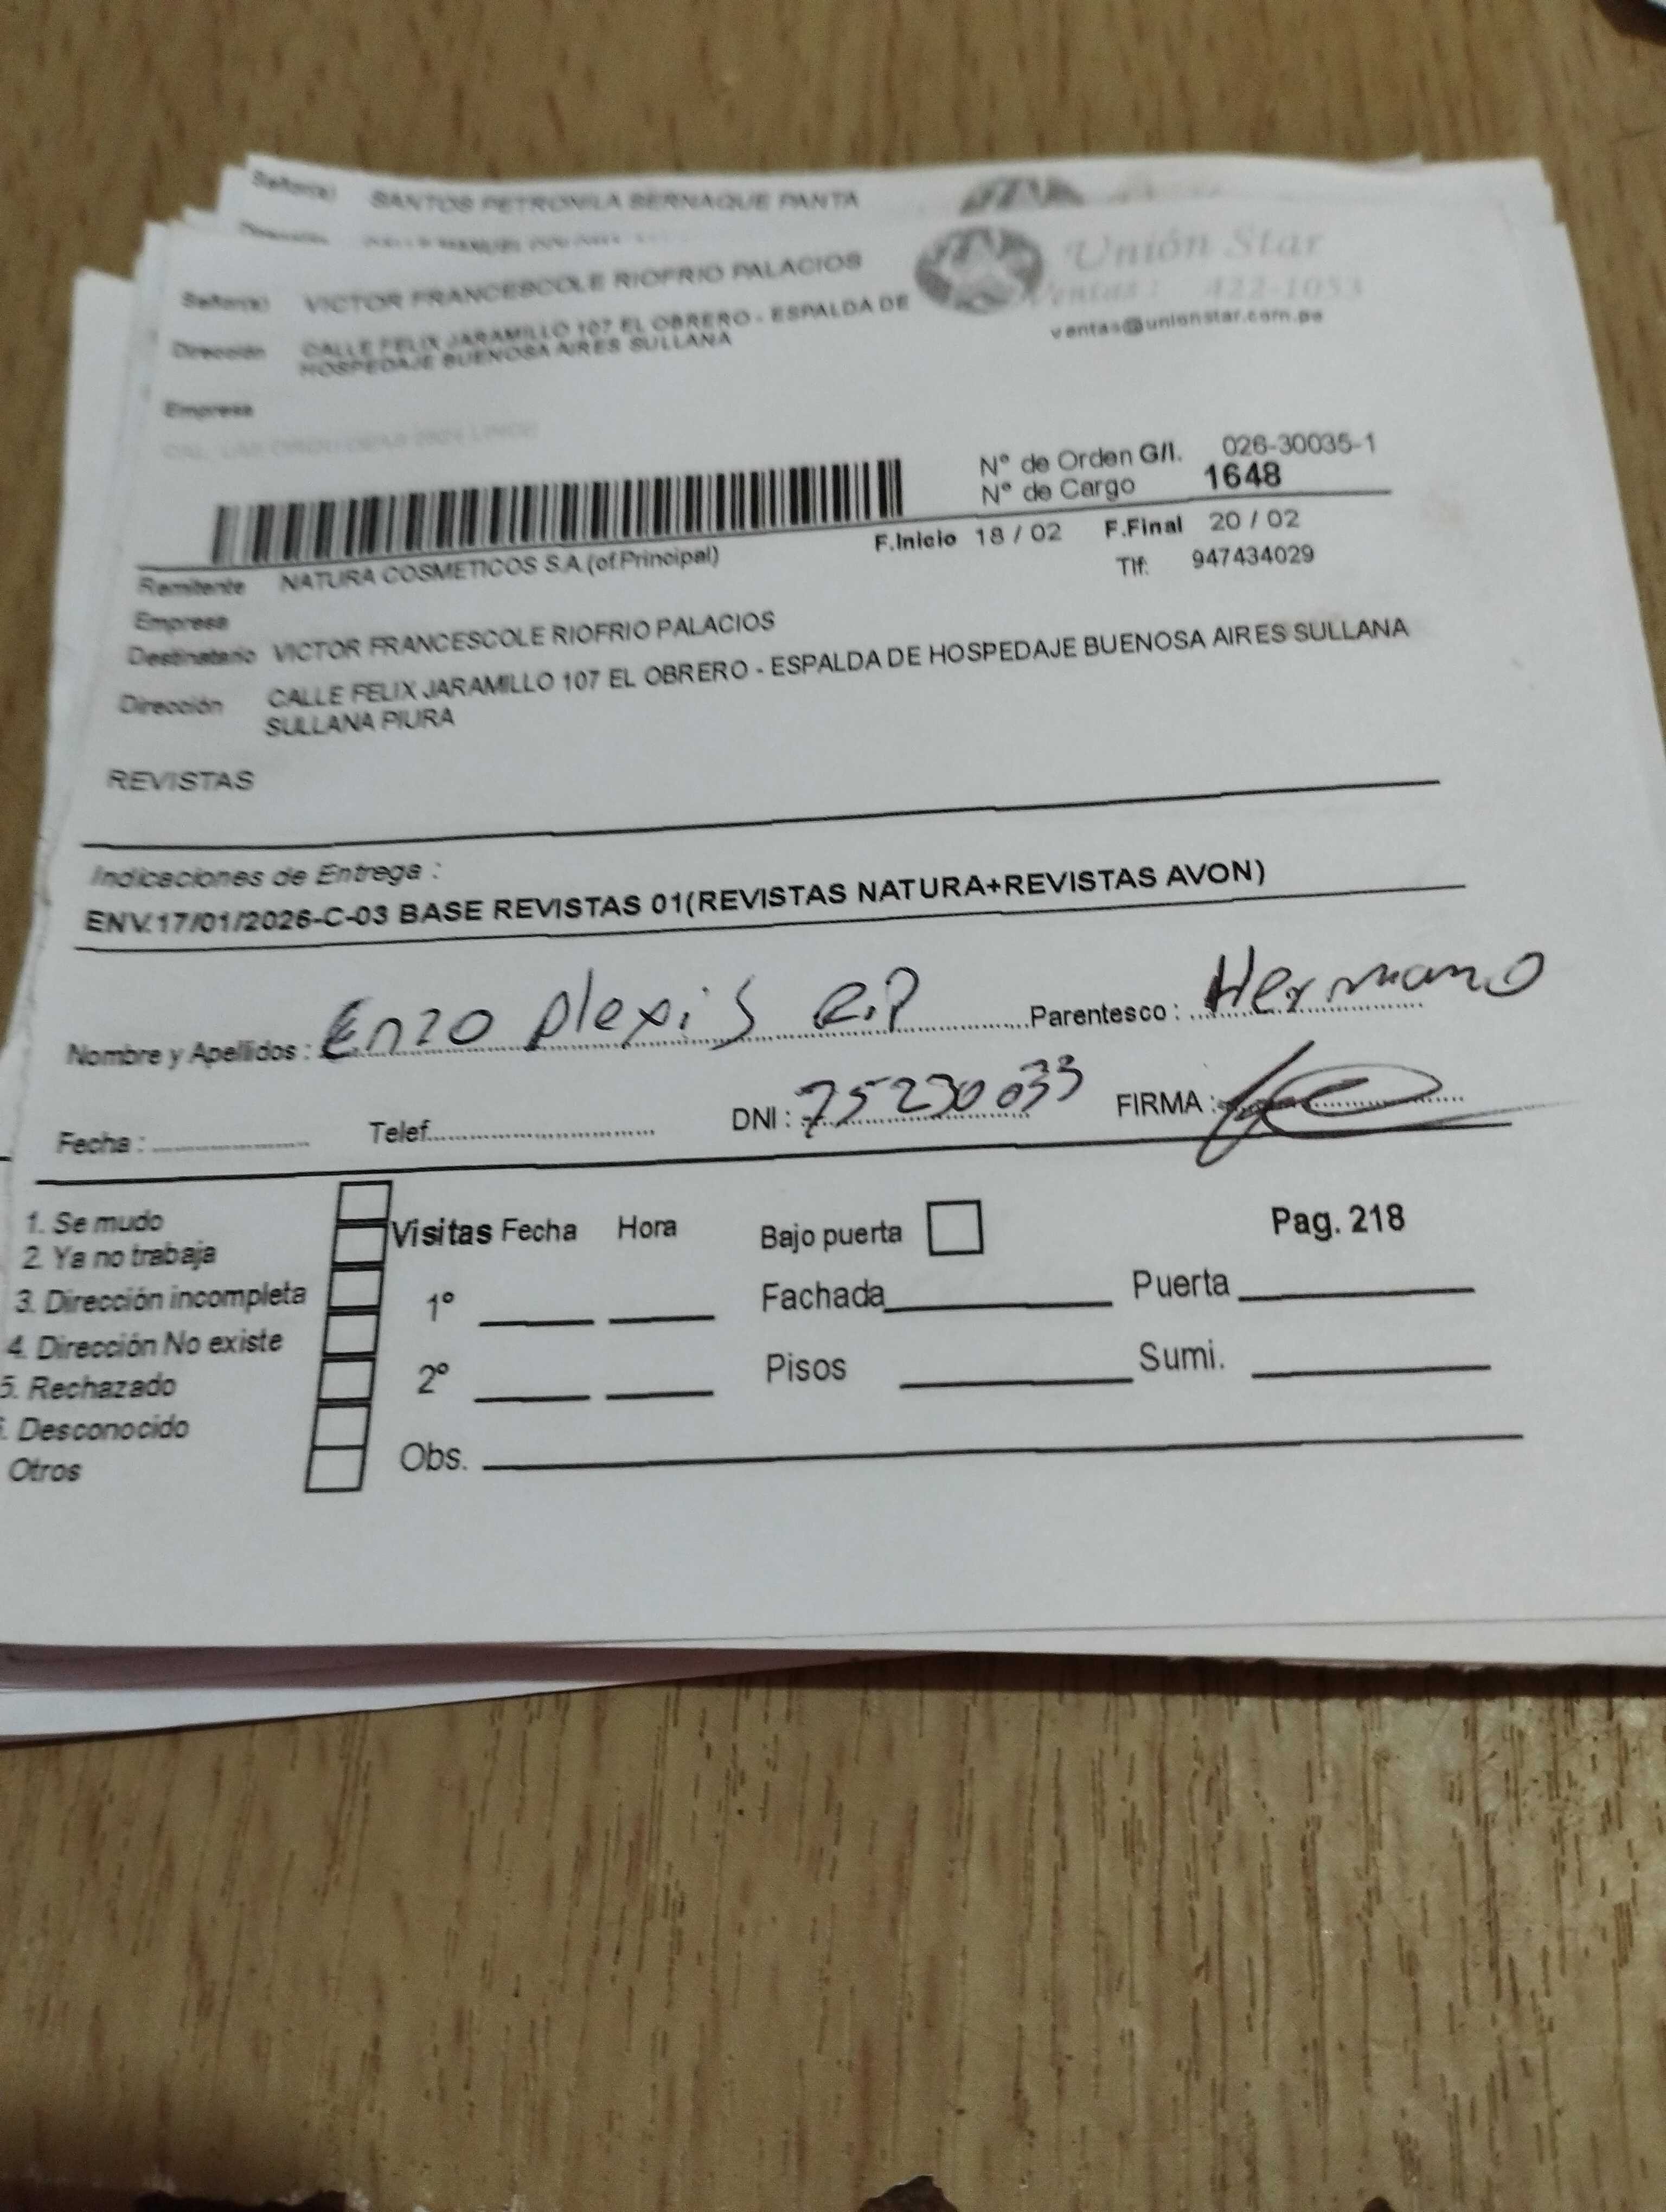 Señor(s) SANTOS PETRONILA BERNAQUE PANTA
Señor(s) VICTOR FRANCESCOLE RIOFRIO PALACIOS
Dirección CALLE FELIX JARAMILLO 107 EL OBRERO - ESPALDA DE
HOSPEDAJE BUENOSA AIRES SULLANA
Unión Star
Ventas : 422-1053
ventas@unionstar.com.pe
Empresa
N° de Orden G/I. 026-30035-1
N° de Cargo 1648
F.Inicio 18 / 02 F.Final 20 / 02
Remitente NATURA COSMETICOS S.A.(of.Principal) Tlf: 947434029
Empresa
Destinatario VICTOR FRANCESCOLE RIOFRIO PALACIOS
Dirección CALLE FELIX JARAMILLO 107 EL OBRERO - ESPALDA DE HOSPEDAJE BUENOSA AIRES SULLANA
SULLANA PIURA
REVISTAS
Indicaciones de Entrega :
ENV.17/01/2026-C-03 BASE REVISTAS 01(REVISTAS NATURA+REVISTAS AVON)
Nombre y Apellidos : Enzo Alexis R.P Parentesco : Hermano
Fecha : Telef. DNI : 75230033 FIRMA :
1. Se mudo
2. Ya no trabaja
3. Dirección incompleta
4. Dirección No existe
5. Rechazado
. Desconocido
Otros
Visitas Fecha Hora
1°
2°
Obs.
Bajo puerta Pag. 218
Fachada Puerta
Pisos Sumi.